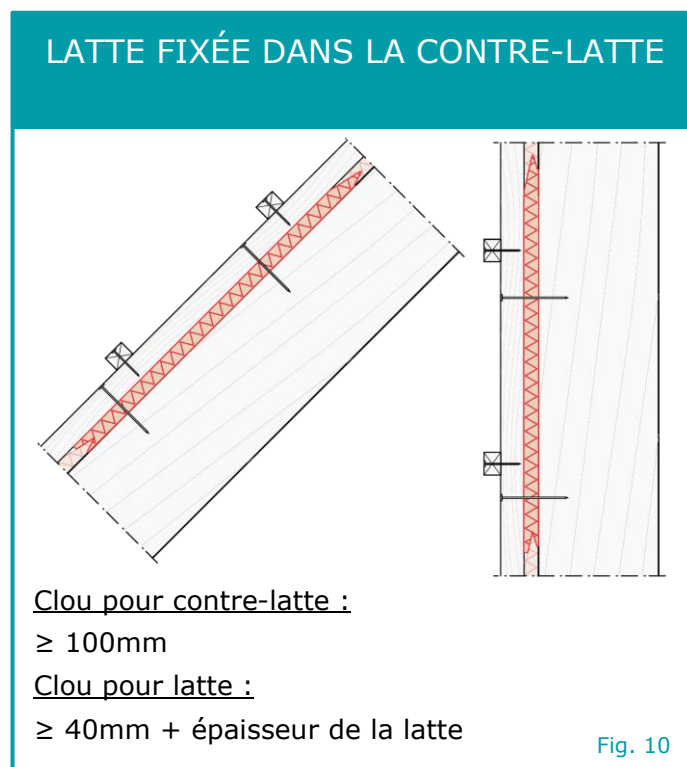 LATTE FIXÉE DANS LA CONTRE-LATTE
Clou pour contre-latte :
≥ 100mm
Clou pour latte :
≥ 40mm + épaisseur de la latte
Fig. 10